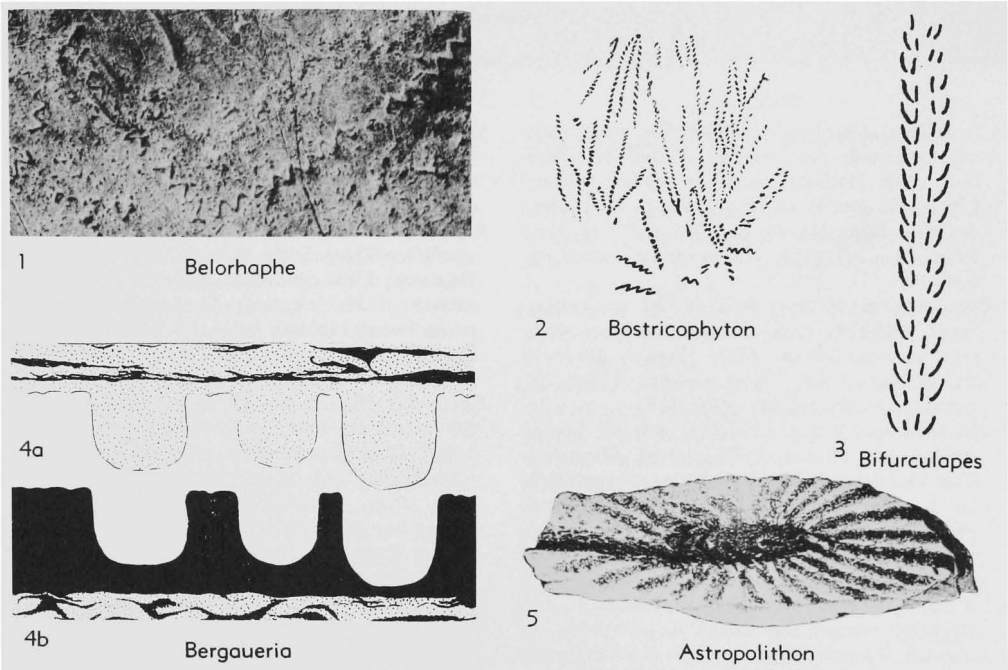 1
Belorhaphe
2
Bostricophyton
3
Bifurculapes
4a
4b
Bergaueria
5
Astropolithon